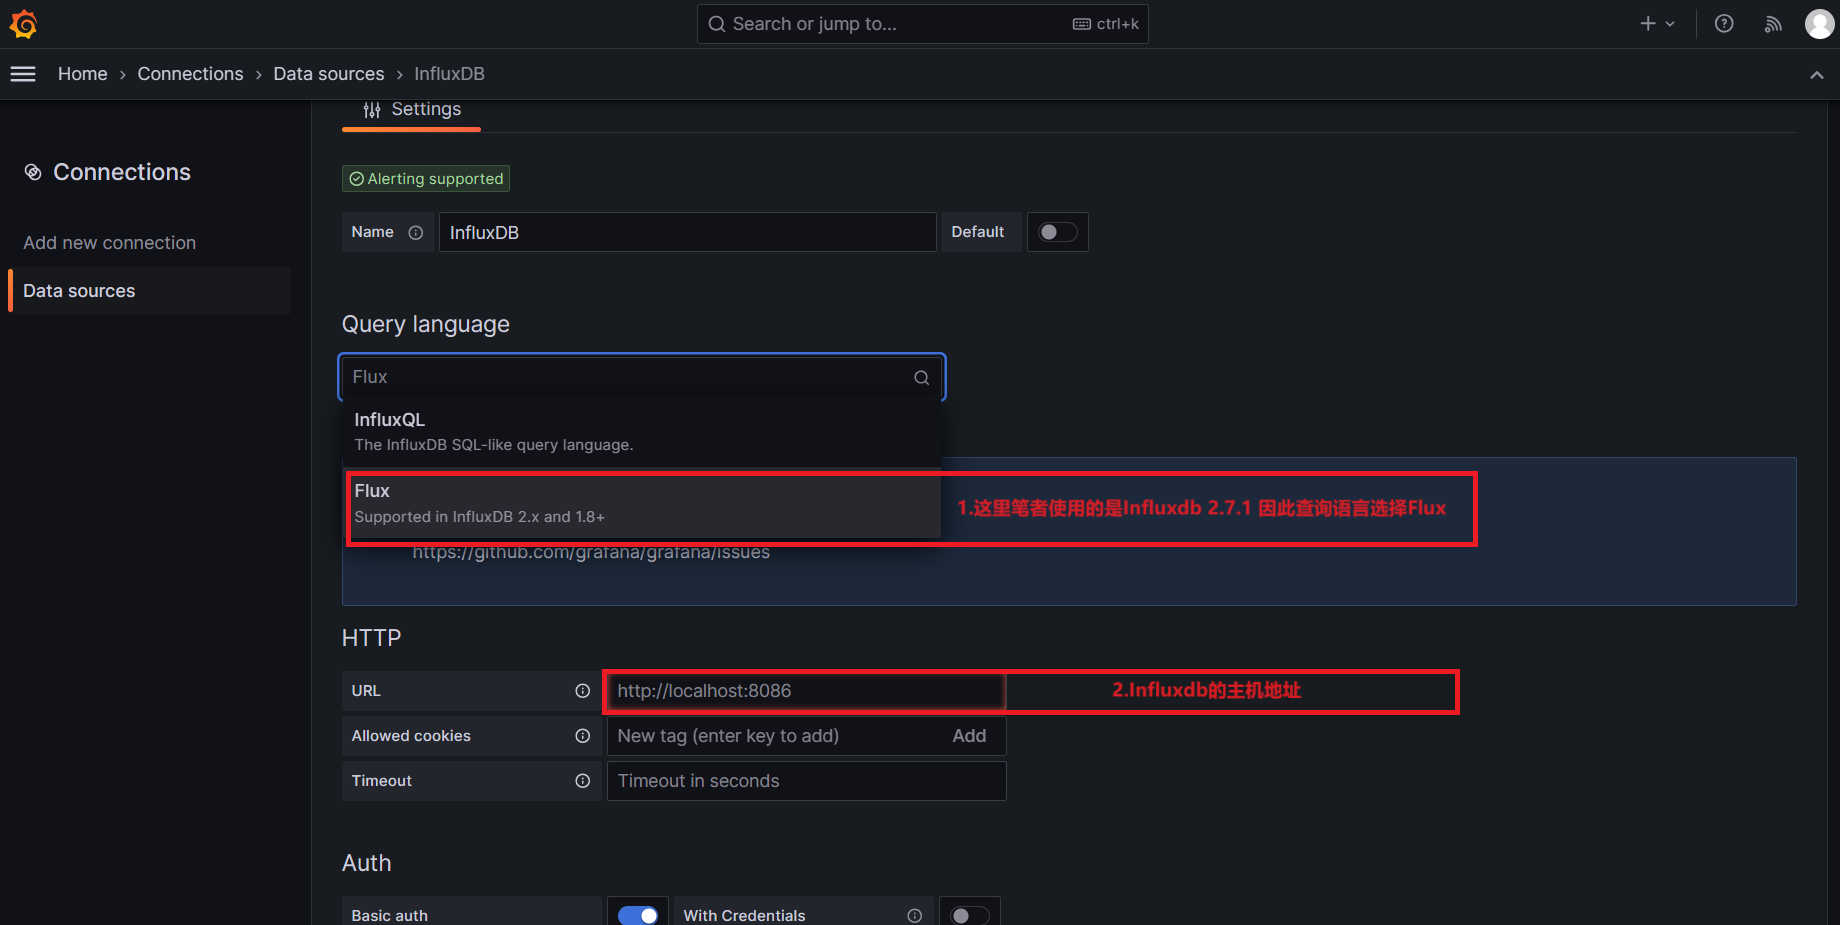 Search or jump to...
ctrl+k
Home › Connections › Data sources › InfluxDB
Settings
Connections
Add new connection
Data sources
Alerting supported
Name
InfluxDB
Default
Query language
Flux
InfluxQL
The InfluxDB SQL-like query language.
Flux
Supported in InfluxDB 2.x and 1.8+
1.这里笔者使用的是Influxdb 2.7.1 因此查询语言选择Flux
https://github.com/grafana/grafana/issues
HTTP
URL
http://localhost:8086
2.Influxdb的主机地址
Allowed cookies
New tag (enter key to add)
Add
Timeout
Timeout in seconds
Auth
Basic auth
With Credentials